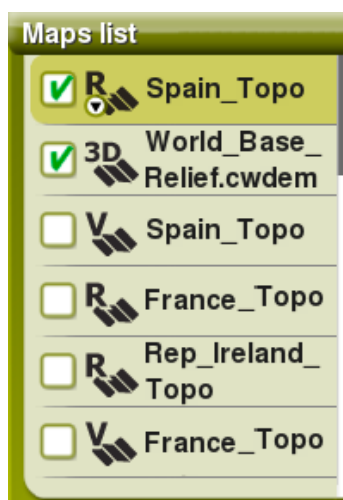 Maps list
R Spain_Topo
3D World_Base_
Relief.cwdem
V Spain_Topo
R France_Topo
R Rep_Ireland_
Topo
V France_Topo